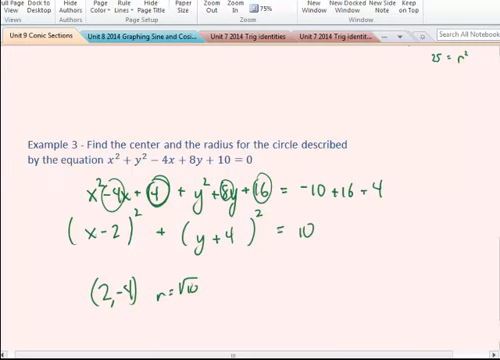 ull Page View
Dock to Desktop
Hide Authors
Page Color
Rule Lines
Hide Page Title
Paper Size
Zoom Out
Zoom In
75%
New Window
New Docked Window
New Side Note
Keep on Top
Views
Authors
Page Setup
Zoom
Window
Unit 9 Conic Sections
Unit 8 2014 Graphing Sine and Cosi...
Unit 7 2014 Trig identities
Unit 7 2014 Trig identit...
Search All Notebook
25 = r²
Example 3 - Find the center and the radius for the circle described
by the equation x² + y² − 4x + 8y + 10 = 0
x² -4x + 4 + y² + 8y + 16 = -10 + 16 + 4
(x - 2)² + (y + 4)² = 10
(2, -4) r = √10